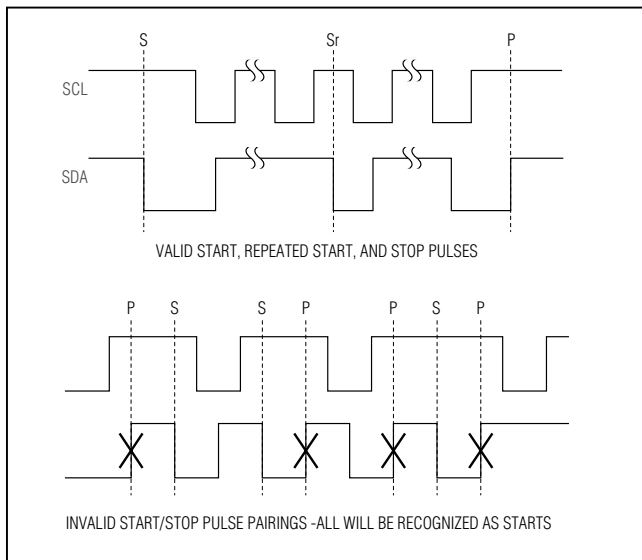 S Sr P
SCL
SDA
VALID START, REPEATED START, AND STOP PULSES
P S S P P S P
INVALID START/STOP PULSE PAIRINGS -ALL WILL BE RECOGNIZED AS STARTS